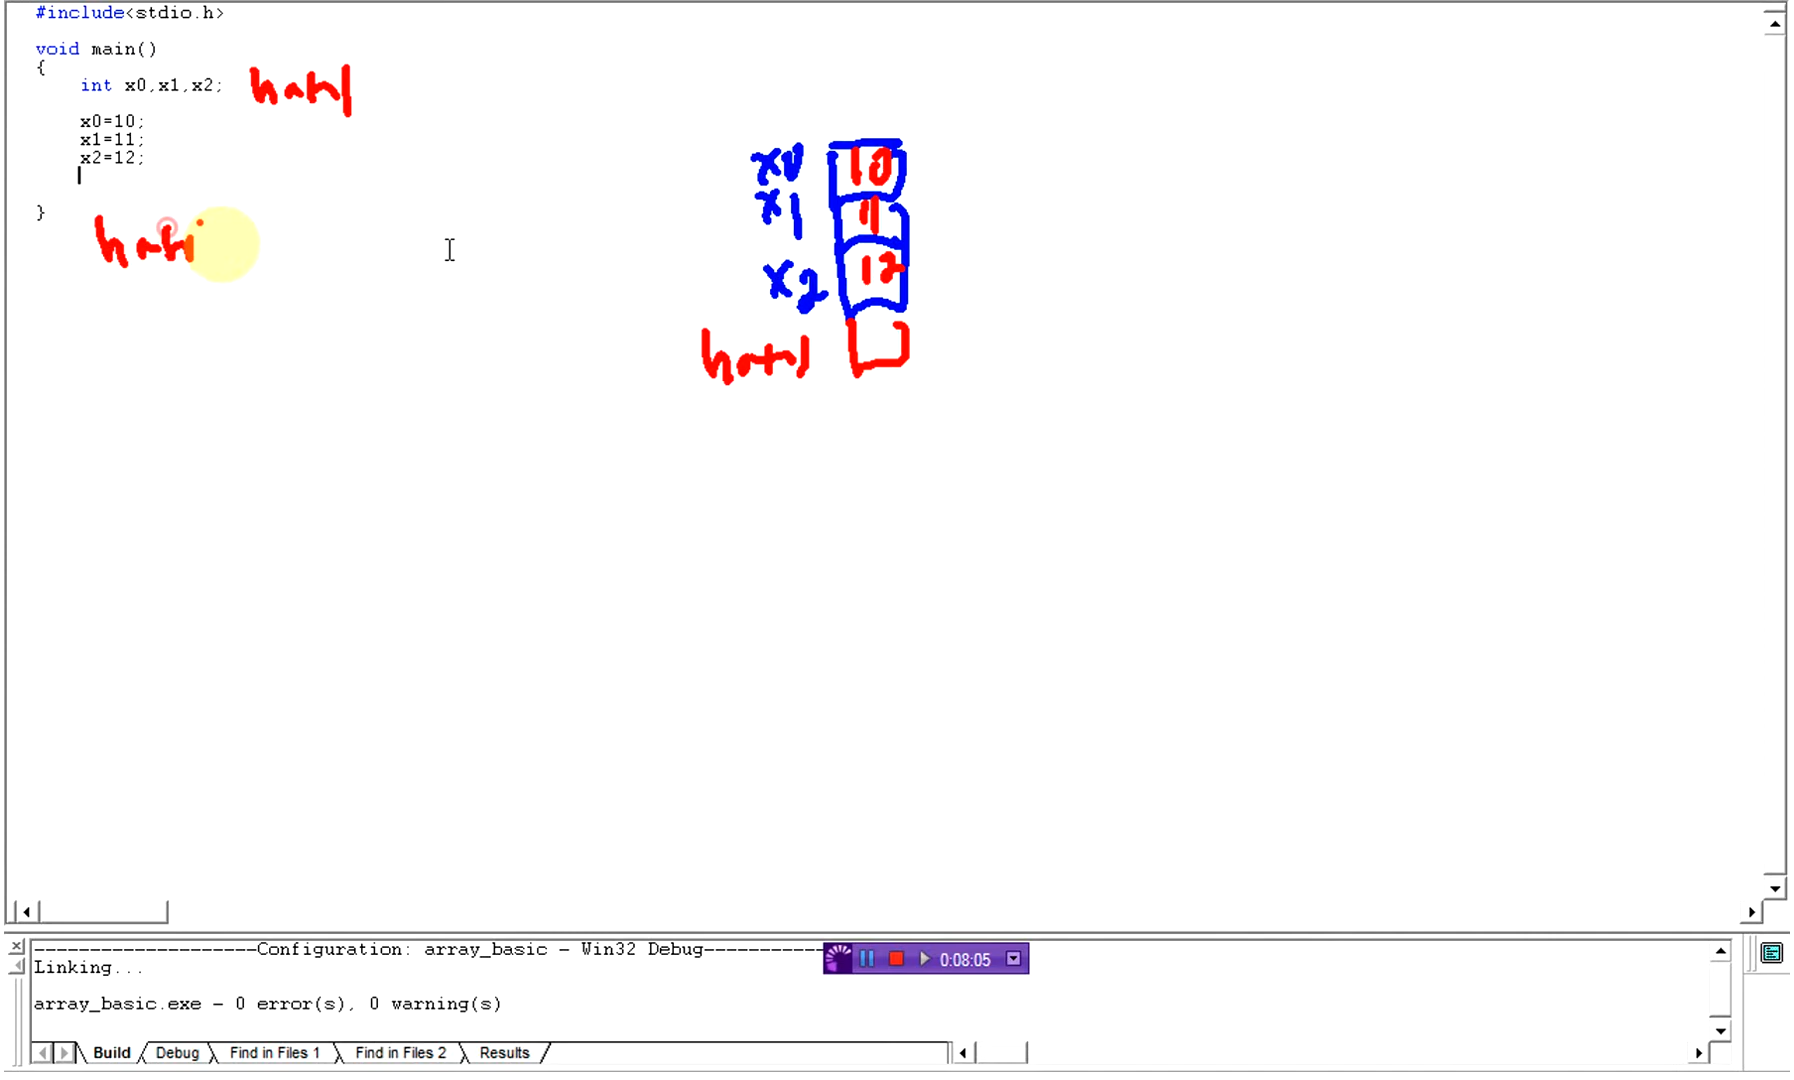 #include<stdio.h>
void main()
{
int x0,x1,x2;
x0=10;
x1=11;
x2=12;
}
x0 10
x1 11
x2 12
--------------------Configuration: array_basic - Win32 Debug-----------
Linking...
array_basic.exe - 0 error(s), 0 warning(s)
0:08:05
Build Debug Find in Files 1 Find in Files 2 Results